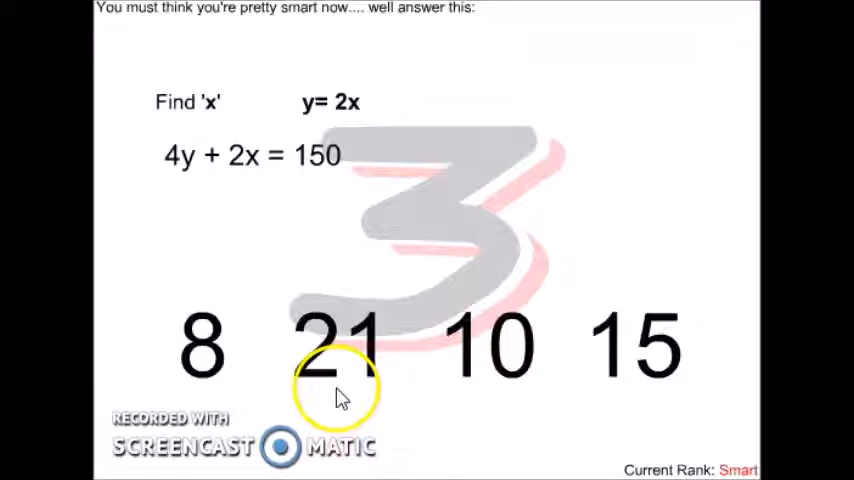 You must think you're pretty smart now.... well answer this:
Find 'x' y= 2x
4y + 2x = 150
3
8 21 10 15
RECORDED WITH
SCREENCAST MATIC
Current Rank: Smart